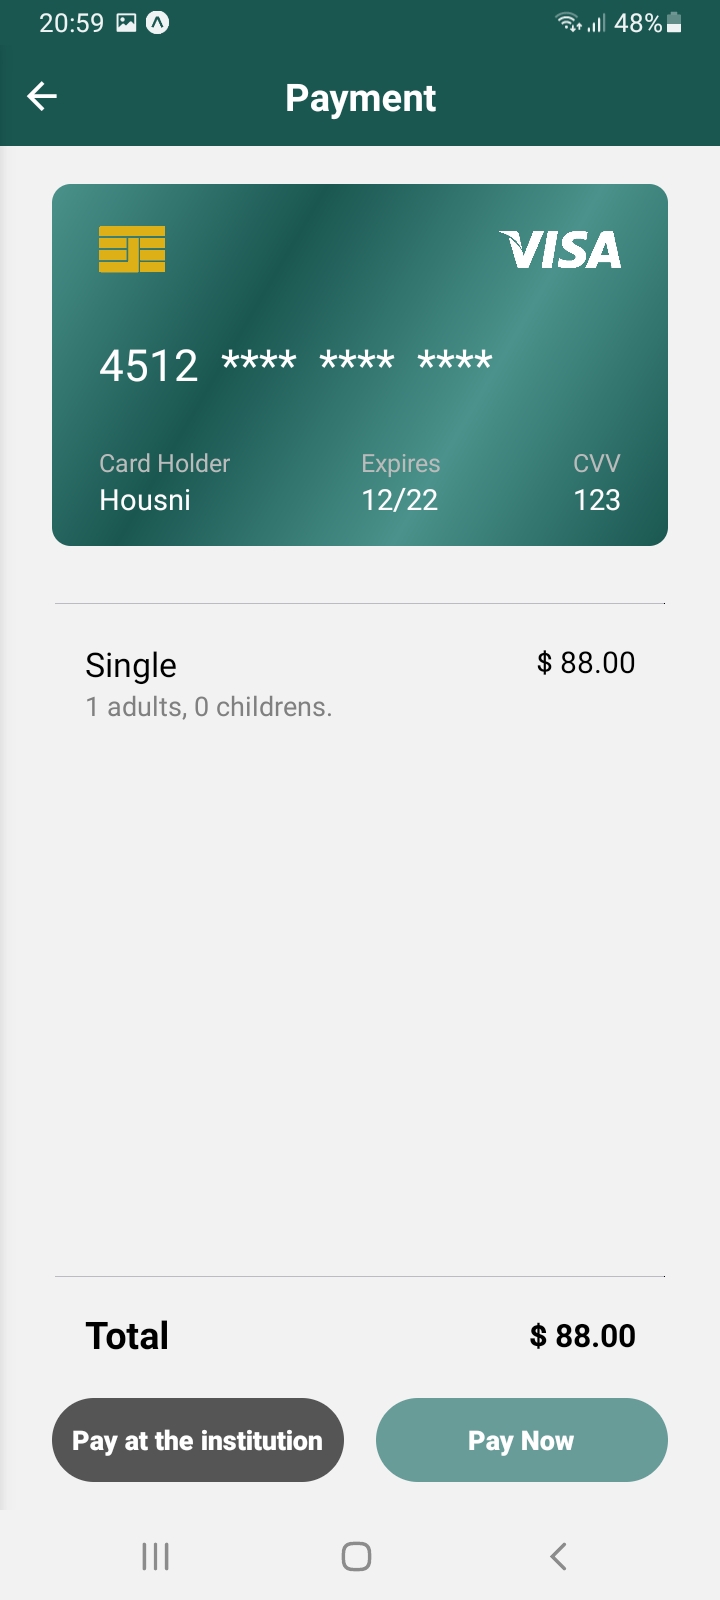 20:59 48%
Payment
VISA
4512 **** **** ****
Card Holder Expires CVV
Housni 12/22 123
Single $ 88.00
1 adults, 0 childrens.
Total $ 88.00
Pay at the institution Pay Now